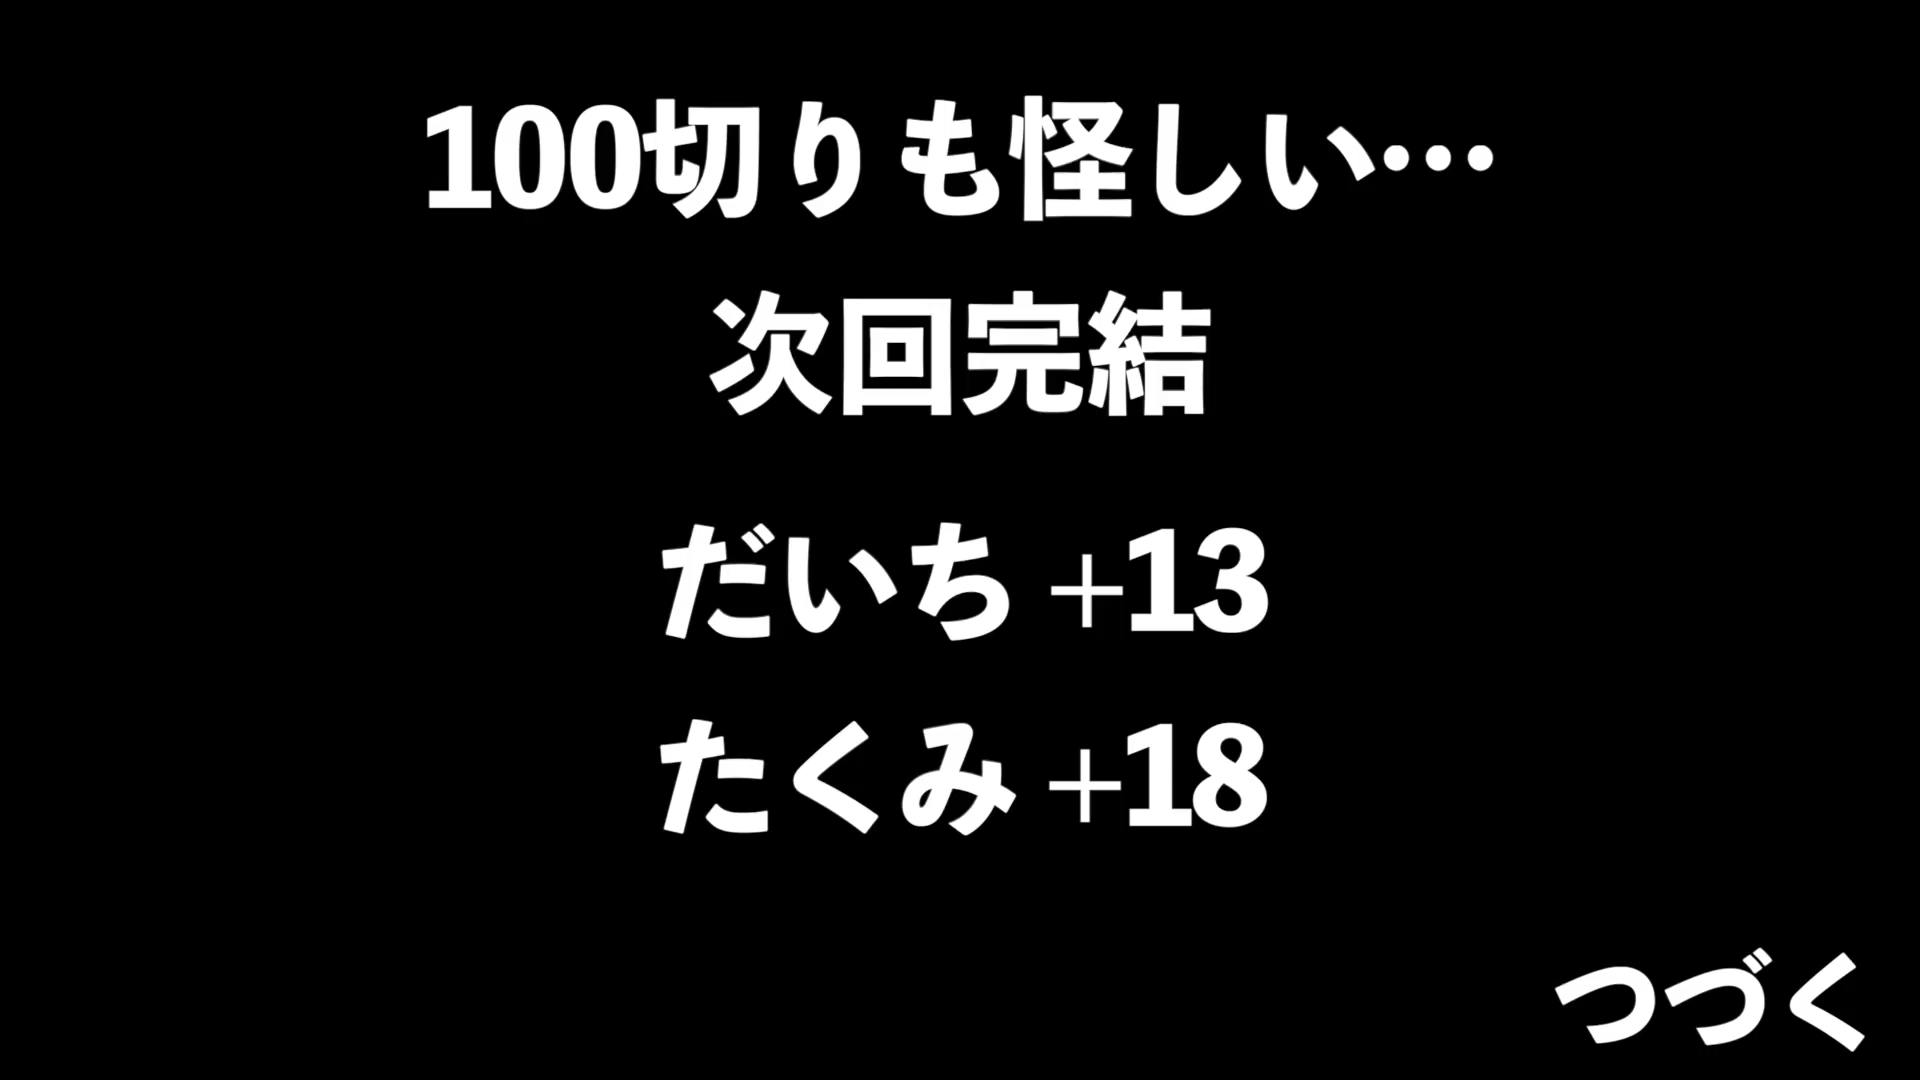 100切りも怪しい…
次回完結
だいち +13
たくみ +18
つづく